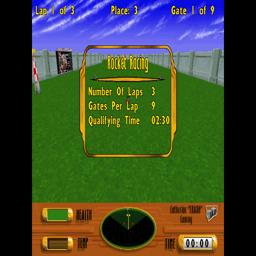 Lap 1 of 3 Place: 3 Gate 1 of 9
Rocket Racing
Number Of Laps 3
Gates Per Lap 9
Qualifying Time 02:30
HEALTH
TEMP
TIME 00:00